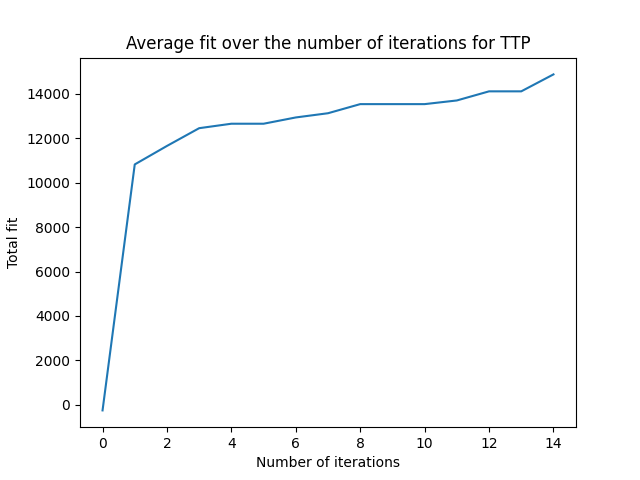 Average fit over the number of iterations for TTP
14000
12000
10000
8000
6000
4000
2000
0
Total fit
0 2 4 6 8 10 12 14
Number of iterations